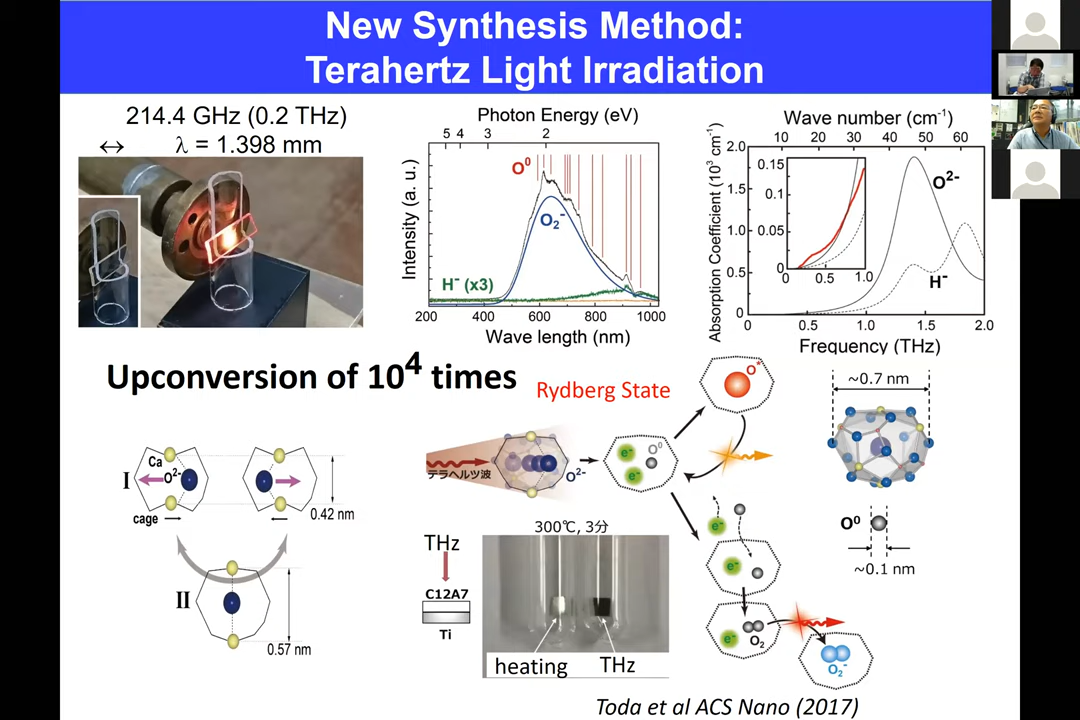 New Synthesis Method:
Terahertz Light Irradiation
214.4 GHz (0.2 THz)
↔ λ = 1.398 mm
Photon Energy (eV)
5 4 3 2
O⁰
O₂⁻
H⁻ (x3)
Intensity (a. u.)
200 400 600 800 1000
Wave length (nm)
Wave number (cm⁻¹)
10 20 30 40 50 60
Absorption Coefficient (10³ cm⁻¹)
2.0
1.5
1.0
0.5
0
0.15
0.1
0.05
0
0 0.5 1.0
O²⁻
H⁻
0 0.5 1.0 1.5 2.0
Frequency (THz)
Upconversion of 10⁴ times
Rydberg State
O*
~0.7 nm
テラヘルツ波
O²⁻
e⁻
O⁰
e⁻
I
Ca
O²⁻
cage
0.42 nm
II
0.57 nm
O⁰
~0.1 nm
THz
C12A7
Ti
300℃, 3分
heating
THz
e⁻
e⁻
e⁻
O₂
O₂⁻
Toda et al ACS Nano (2017)